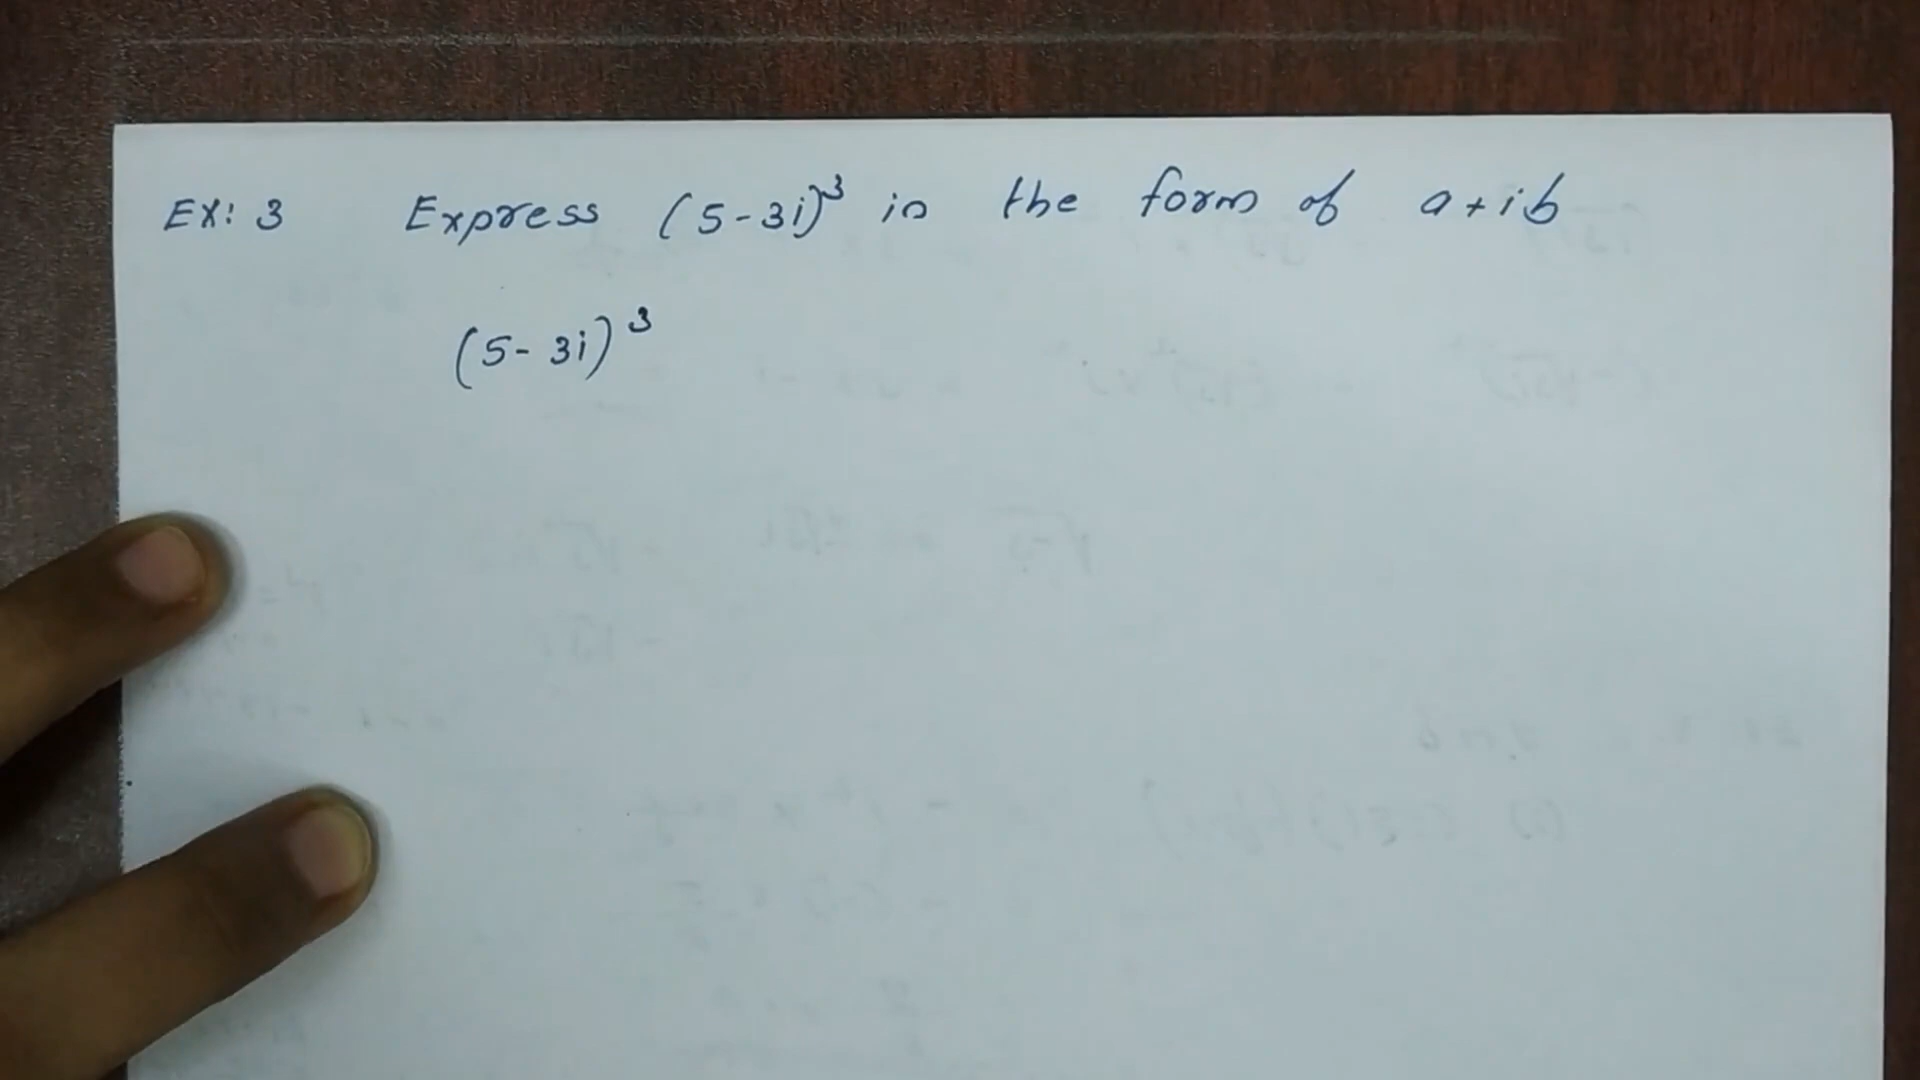 EX: 3 Express (5-3i)³ in the form of a+ib
(5-3i)³